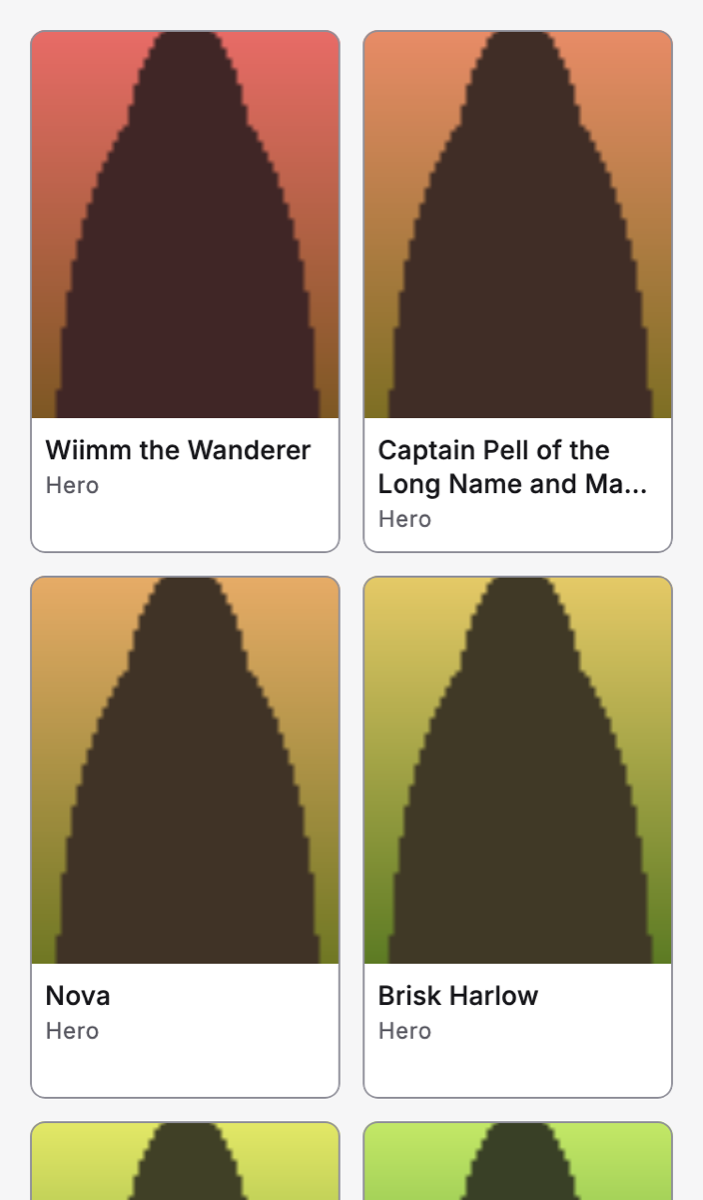 Wiimm the Wanderer
Hero
Captain Pell of the
Long Name and Ma...
Hero
Nova
Hero
Brisk Harlow
Hero